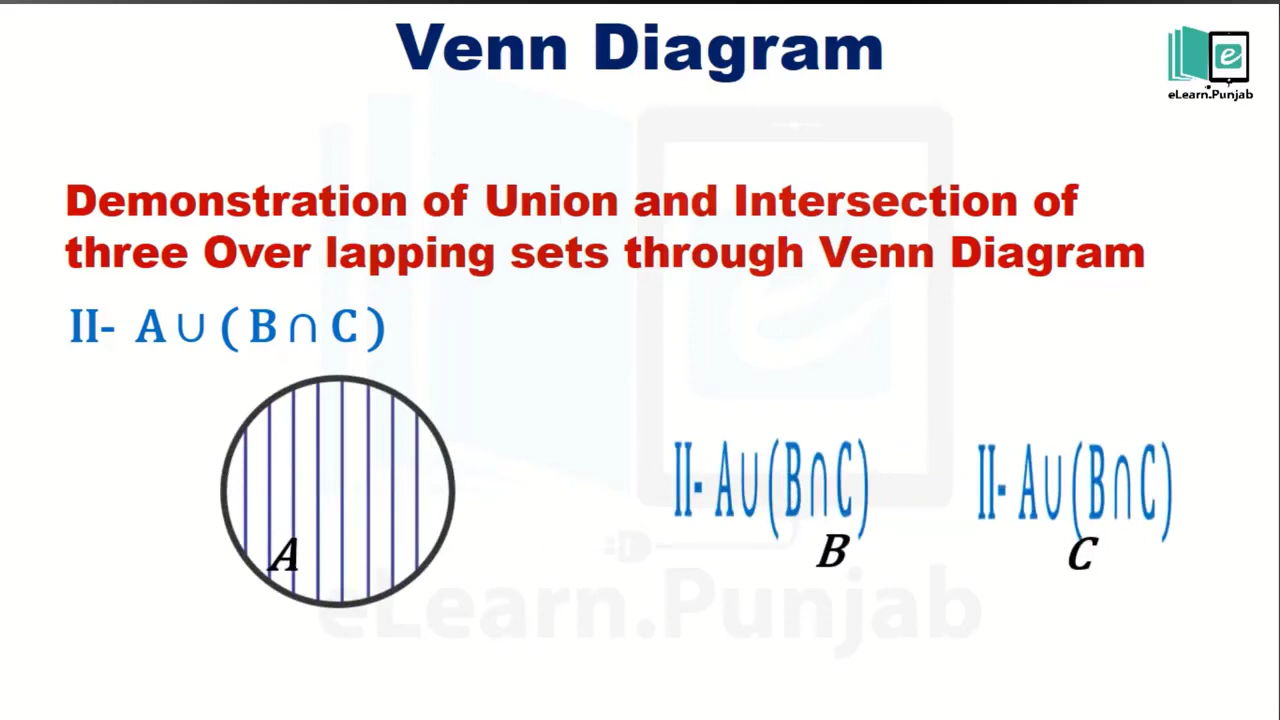 Venn Diagram
eLearn.Punjab
Demonstration of Union and Intersection of
three Over lapping sets through Venn Diagram
II- A ∪ ( B ∩ C )
II- A∪(B∩C)
II- A∪(B∩C)
A
B
C
eLearn.Punjab